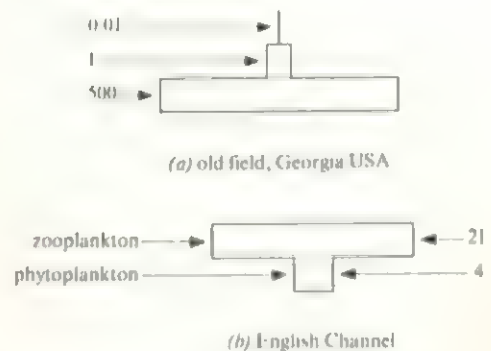 0.01
1
500
(a) old field, Georgia USA
zooplankton 21
phytoplankton 4
(b) English Channel